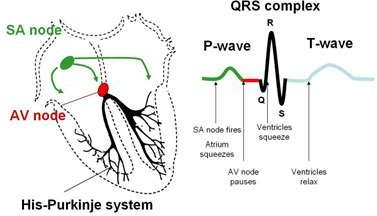 QRS complex
SA node
R
P-wave
T-wave
AV node
Q
S
SA node fires
Ventricles
squeeze
Atrium
squeezes
AV node
pauses
Ventricles
relax
His-Purkinje system